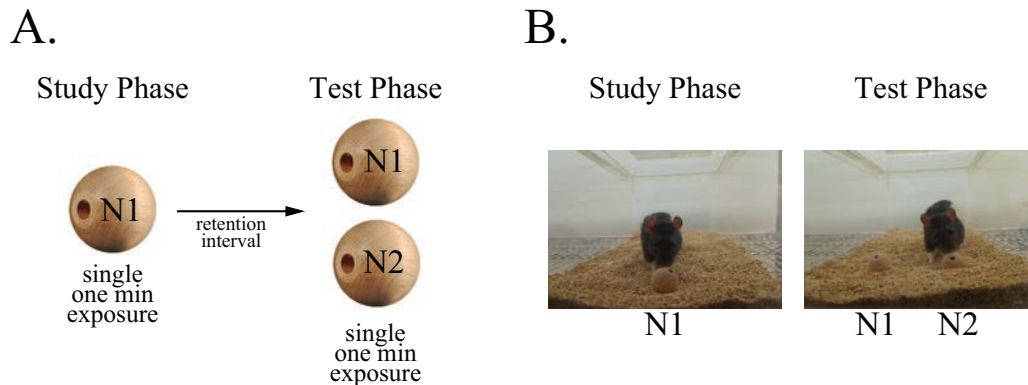 A.
Study Phase
Test Phase
N1
retention
interval
single
one min
exposure
N1
N2
single
one min
exposure
B.
Study Phase
Test Phase
N1
N1
N2